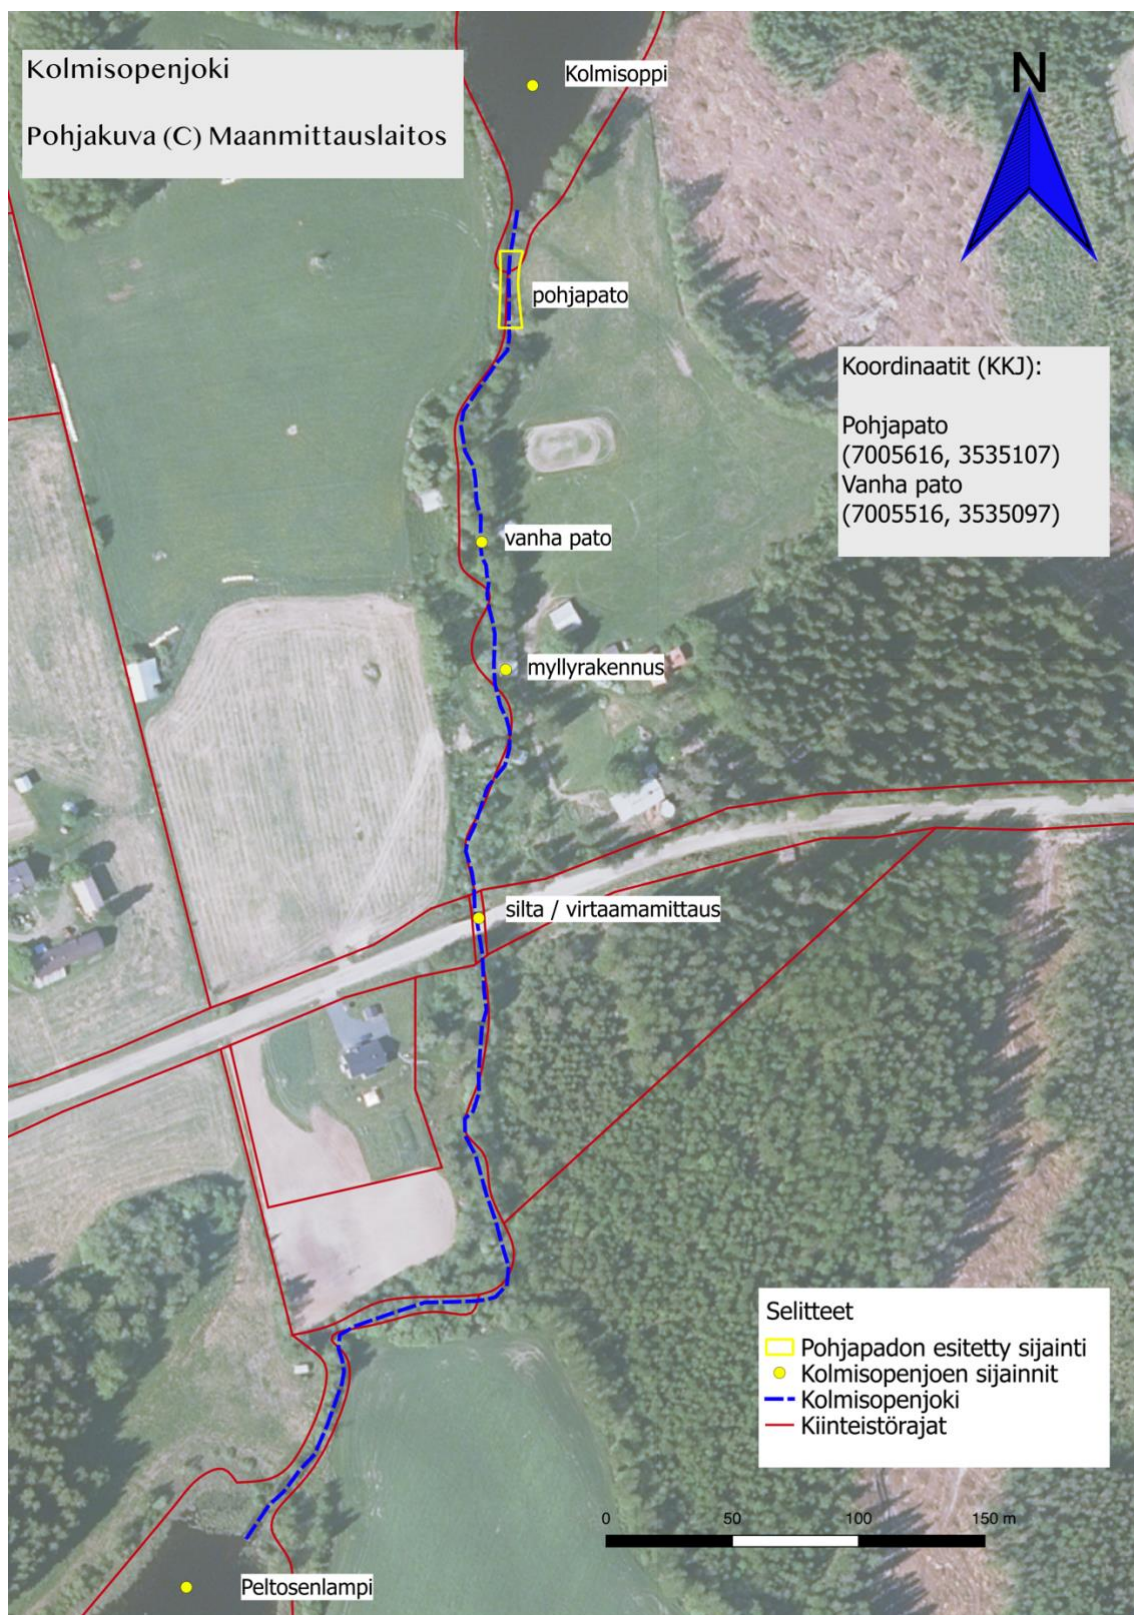 Kolmisopenjoki
Pohjakuva (C) Maanmittauslaitos
Kolmisoppi
N
pohjapato
Koordinaatit (KKJ):
Pohjapato
(7005616, 3535107)
Vanha pato
(7005516, 3535097)
vanha pato
myllyrakennus
silta / virtaamamittaus
Selitteet
Pohjapadon esitetty sijainti
Kolmisopenjoen sijainnit
Kolmisopenjoki
Kiinteistörajat
0 50 100 150 m
Peltosenlampi